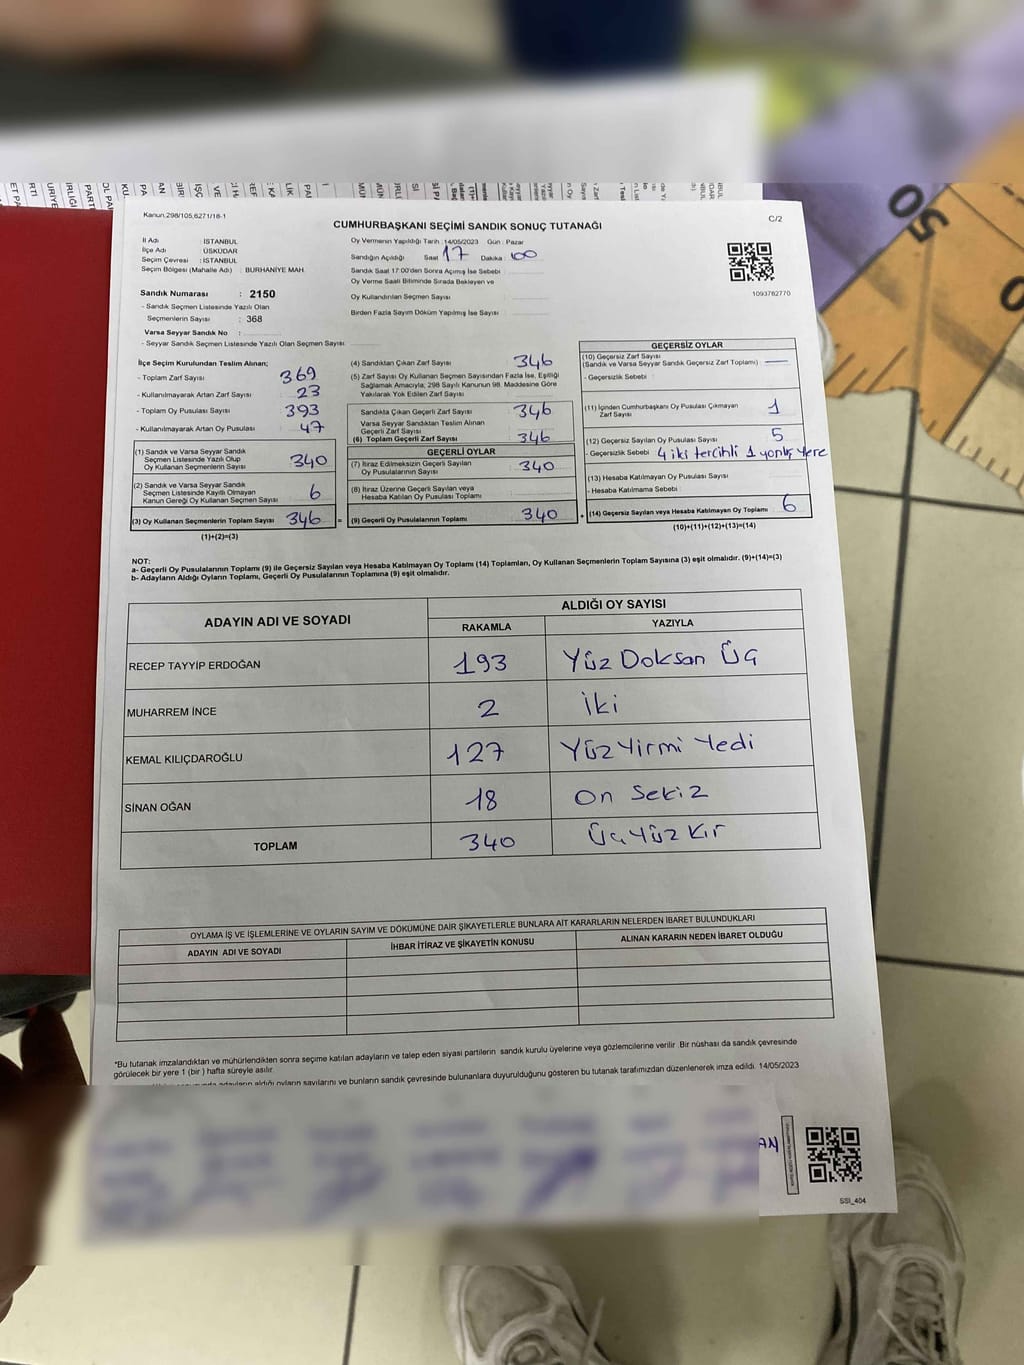 Kanun.298/105,6271/18-1
C/2
CUMHURBAŞKANI SEÇİMİ SANDIK SONUÇ TUTANAĞI
İl Adı : İSTANBUL
İlçe Adı : ÜSKÜDAR
Seçim Çevresi : İSTANBUL
Seçim Bölgesi (Mahalle Adı) : BURHANİYE MAH.
Sandık Numarası : 2150
- Sandık Seçmen Listesinde Yazılı Olan
Seçmenlerin Sayısı : 368
Varsa Seyyar Sandık No :
- Seyyar Sandık Seçmen Listesinde Yazılı Olan Seçmen Sayısı:
Oy Vermenin Yapıldığı Tarih :14/05/2023 Gün : Pazar
Sandığın Açıldığı Saat 17 Dakika : 00
Sandık Saat 17:00'den Sonra Açımış İse Sebebi :
Oy Verme Saati Bitiminde Sırada Bekleyen ve
Oy Kullandırılan Seçmen Sayısı :
Birden Fazla Sayım Döküm Yapılmış İse Sayısı :
1093762770
İlçe Seçim Kurulundan Teslim Alınan;
- Toplam Zarf Sayısı : 369
- Kullanılmayarak Artan Zarf Sayısı : 23
- Toplam Oy Pusulası Sayısı : 393
- Kullanılmayarak Artan Oy Pusulası : 47
(1) Sandık ve Varsa Seyyar Sandık
Seçmen Listesinde Yazılı Olup
Oy Kullanan Seçmenlerin Sayısı : 340
(2) Sandık ve Varsa Seyyar Sandık
Seçmen Listesinde Kayıtlı Olmayan
Kanun Gereği Oy Kullanan Seçmen Sayısı : 6
(3) Oy Kullanan Seçmenlerin Toplam Sayısı : 346 =
(1)+(2)=(3)
(4) Sandıktan Çıkan Zarf Sayısı : 346
(5) Zarf Sayısı Oy Kullanan Seçmen Sayısından Fazla İse, Eşitliği
Sağlamak Amacıyla; 298 Sayılı Kanunun 98. Maddesine Göre
Yakılarak Yok Edilen Zarf Sayısı :
Sandıkta Çıkan Geçerli Zarf Sayısı : 346
Varsa Seyyar Sandıktan Teslim Alınan
Geçerli Zarf Sayısı :
(6) Toplam Geçerli Zarf Sayısı : 346
GEÇERLİ OYLAR
(7) İtiraz Edilmeksizin Geçerli Sayılan
Oy Pusulalarının Sayısı : 340
(8) İtiraz Üzerine Geçerli Sayılan veya
Hesaba Katılan Oy Pusulası Toplamı :
(9) Geçerli Oy Pusulalarının Toplamı : 340 +
GEÇERSİZ OYLAR
(10) Geçersiz Zarf Sayısı
(Sandık ve Varsa Seyyar Sandık Geçersiz Zarf Toplamı) : —
- Geçersizlik Sebebi :
(11) İçinden Cumhurbaşkanı Oy Pusulası Çıkmayan
Zarf Sayısı : 1
(12) Geçersiz Sayılan Oy Pusulası Sayısı : 5
- Geçersizlik Sebebi : 4 iki tercihli 1 yanlış yere
(13) Hesaba Katılmayan Oy Pusulası Sayısı :
- Hesaba Katılmama Sebebi :
(14) Geçersiz Sayılan veya Hesaba Katılmayan Oy Toplamı : 6
(10)+(11)+(12)+(13)=(14)
NOT:
a- Geçerli Oy Pusulalarının Toplamı (9) ile Geçersiz Sayılan veya Hesaba Katılmayan Oy Toplamı (14) Toplamları, Oy Kullanan Seçmenlerin Toplam Sayısına (3) eşit olmalıdır. (9)+(14)=(3)
b- Adayların Aldığı Oyların Toplamı, Geçerli Oy Pusulalarının Toplamına (9) eşit olmalıdır.
ADAYIN ADI VE SOYADI
ALDIĞI OY SAYISI
RAKAMLA YAZIYLA
RECEP TAYYİP ERDOĞAN 193 Yüz Doksan Üç
MUHARREM İNCE 2 İki
KEMAL KILIÇDAROĞLU 127 Yüz Yirmi Yedi
SİNAN OĞAN 18 On Sekiz
TOPLAM 340 Üç Yüz Kır
OYLAMA İŞ VE İŞLEMLERİNE VE OYLARIN SAYIM VE DÖKÜMÜNE DAİR ŞİKAYETLERLE BUNLARA AİT KARARLARIN NELERDEN İBARET BULUNDUKLARI
ADAYIN ADI VE SOYADI İHBAR İTİRAZ VE ŞİKAYETİN KONUSU ALINAN KARARIN NEDEN İBARET OLDUĞU
*Bu tutanak imzalandıktan ve mühürlendikten sonra seçime katılan adayların ve talep eden siyasi partilerin sandık kurulu üyelerine veya gözlemcilerine verilir. Bir nüshası da sandık çevresinde
görülecek bir yere 1 (bir ) hafta süreyle asılır.
adayların aldığı oyların sayılarını ve bunların sandık çevresinde bulunanlara duyurulduğunu gösteren bu tutanak tarafımızdan düzenlenerek imza edildi. 14/05/2023
AN
SSI_404
50